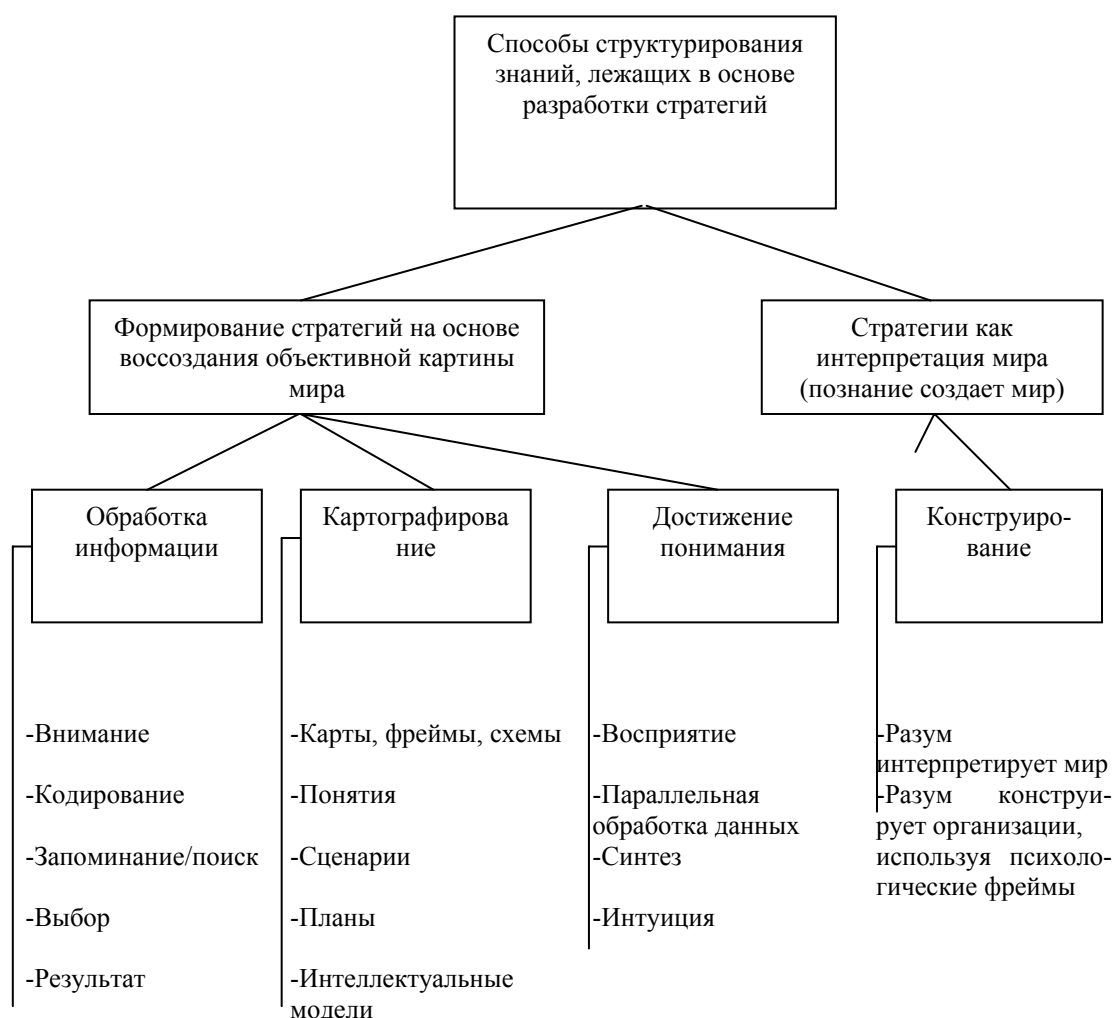 Способы структурирования
знаний, лежащих в основе
разработки стратегий
Формирование стратегий на основе
воссоздания объективной картины
мира
Стратегии как
интерпретация мира
(познание создает мир)
Обработка
информации
Картографирова
ние
Достижение
понимания
Конструиро-
вание
-Внимание
-Кодирование
-Запоминание/поиск
-Выбор
-Результат
-Карты, фреймы, схемы
-Понятия
-Сценарии
-Планы
-Интеллектуальные
модели
-Восприятие
-Параллельная
обработка данных
-Синтез
-Интуиция
-Разум
интерпретирует мир
-Разум конструи-
рует организации,
используя психоло-
гические фреймы